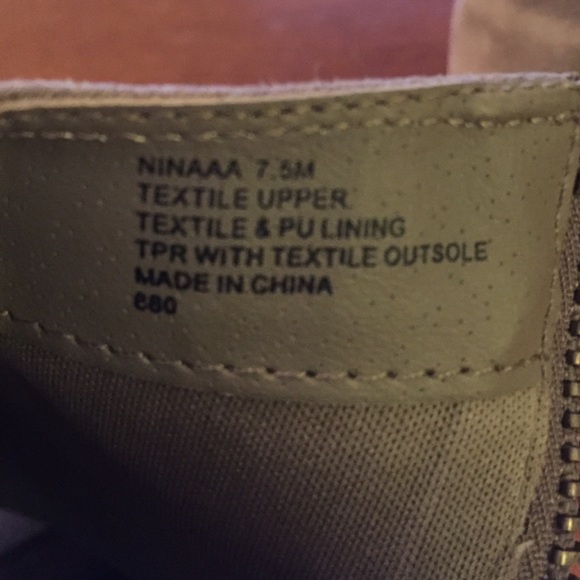 NINAAA 7.5M
TEXTILE UPPER
TEXTILE & PU LINING
TPR WITH TEXTILE OUTSOLE
MADE IN CHINA
680